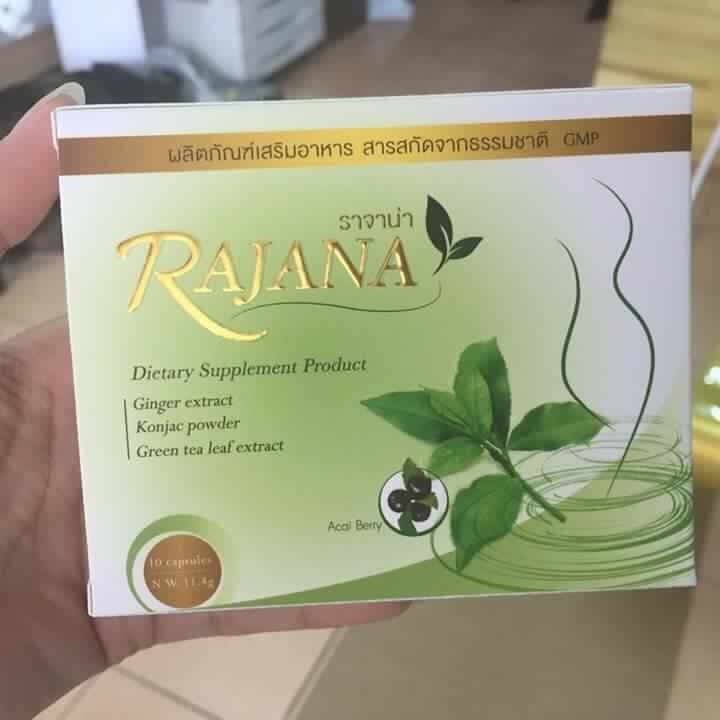 ผลิตภัณฑ์เสริมอาหาร สารสกัดจากธรรมชาติ GMP
ราจาน่า
RAJANA
Dietary Supplement Product
Ginger extract
Konjac powder
Green tea leaf extract
Acai Berry
10 capsules
N.W. 11.4g